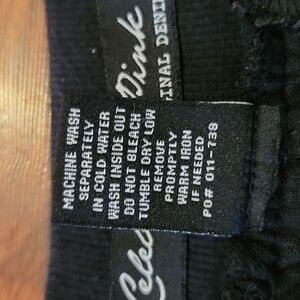 Pink
INAL DENI
MACHINE WASH
SEPARATELY
IN COLD WATER
WASH INSIDE OUT
DO NOT BLEACH
TUMBLE DRY LOW
REMOVE
PROMPTLY
WARM IRON
IF NEEDED
PO# 011-738
Cele